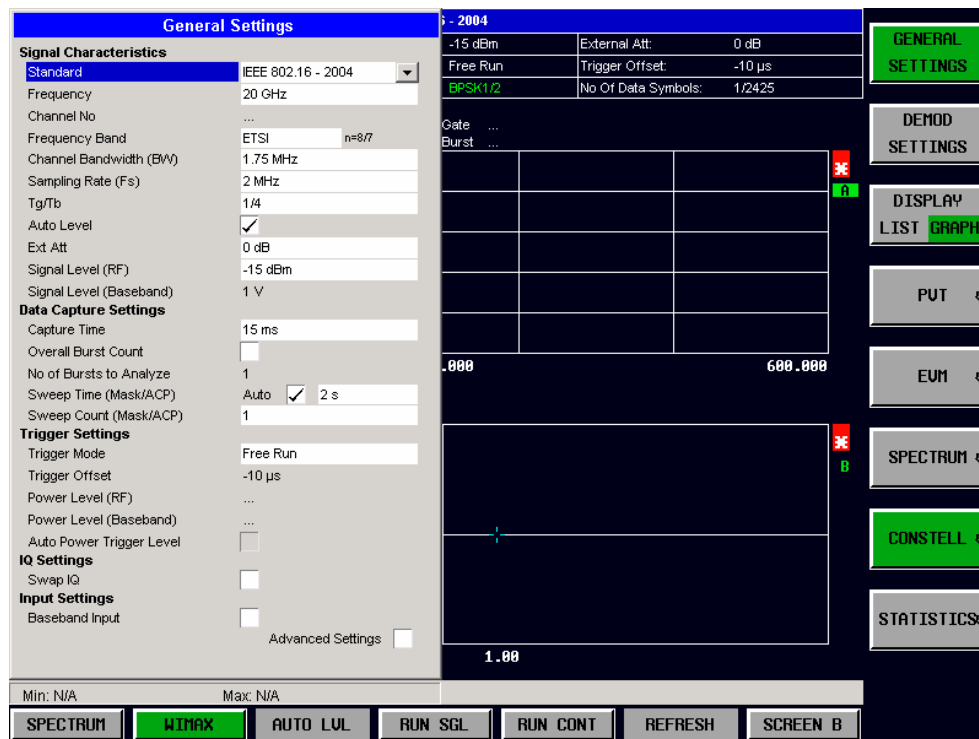 General Settings
Signal Characteristics
Standard IEEE 802.16 - 2004
Frequency 20 GHz
Channel No ...
Frequency Band ETSI n=8/7
Channel Bandwidth (BW) 1.75 MHz
Sampling Rate (Fs) 2 MHz
Tg/Tb 1/4
Auto Level
Ext Att 0 dB
Signal Level (RF) -15 dBm
Signal Level (Baseband) 1 V
Data Capture Settings
Capture Time 15 ms
Overall Burst Count
No of Bursts to Analyze 1
Sweep Time (Mask/ACP) Auto 2 s
Sweep Count (Mask/ACP) 1
Trigger Settings
Trigger Mode Free Run
Trigger Offset -10 µs
Power Level (RF) ...
Power Level (Baseband) ...
Auto Power Trigger Level
IQ Settings
Swap IQ
Input Settings
Baseband Input
Advanced Settings
Min: N/A Max: N/A
- 2004
-15 dBm External Att: 0 dB
Free Run Trigger Offset: -10 µs
BPSK1/2 No Of Data Symbols: 1/2425
Gate ...
Burst ...
A
.000 600.000
B
1.00
GENERAL
SETTINGS
DEMOD
SETTINGS
DISPLAY
LIST GRAPH
PVT
EVM
SPECTRUM
CONSTELL
STATISTICS
SPECTRUM WIMAX AUTO LVL RUN SGL RUN CONT REFRESH SCREEN B